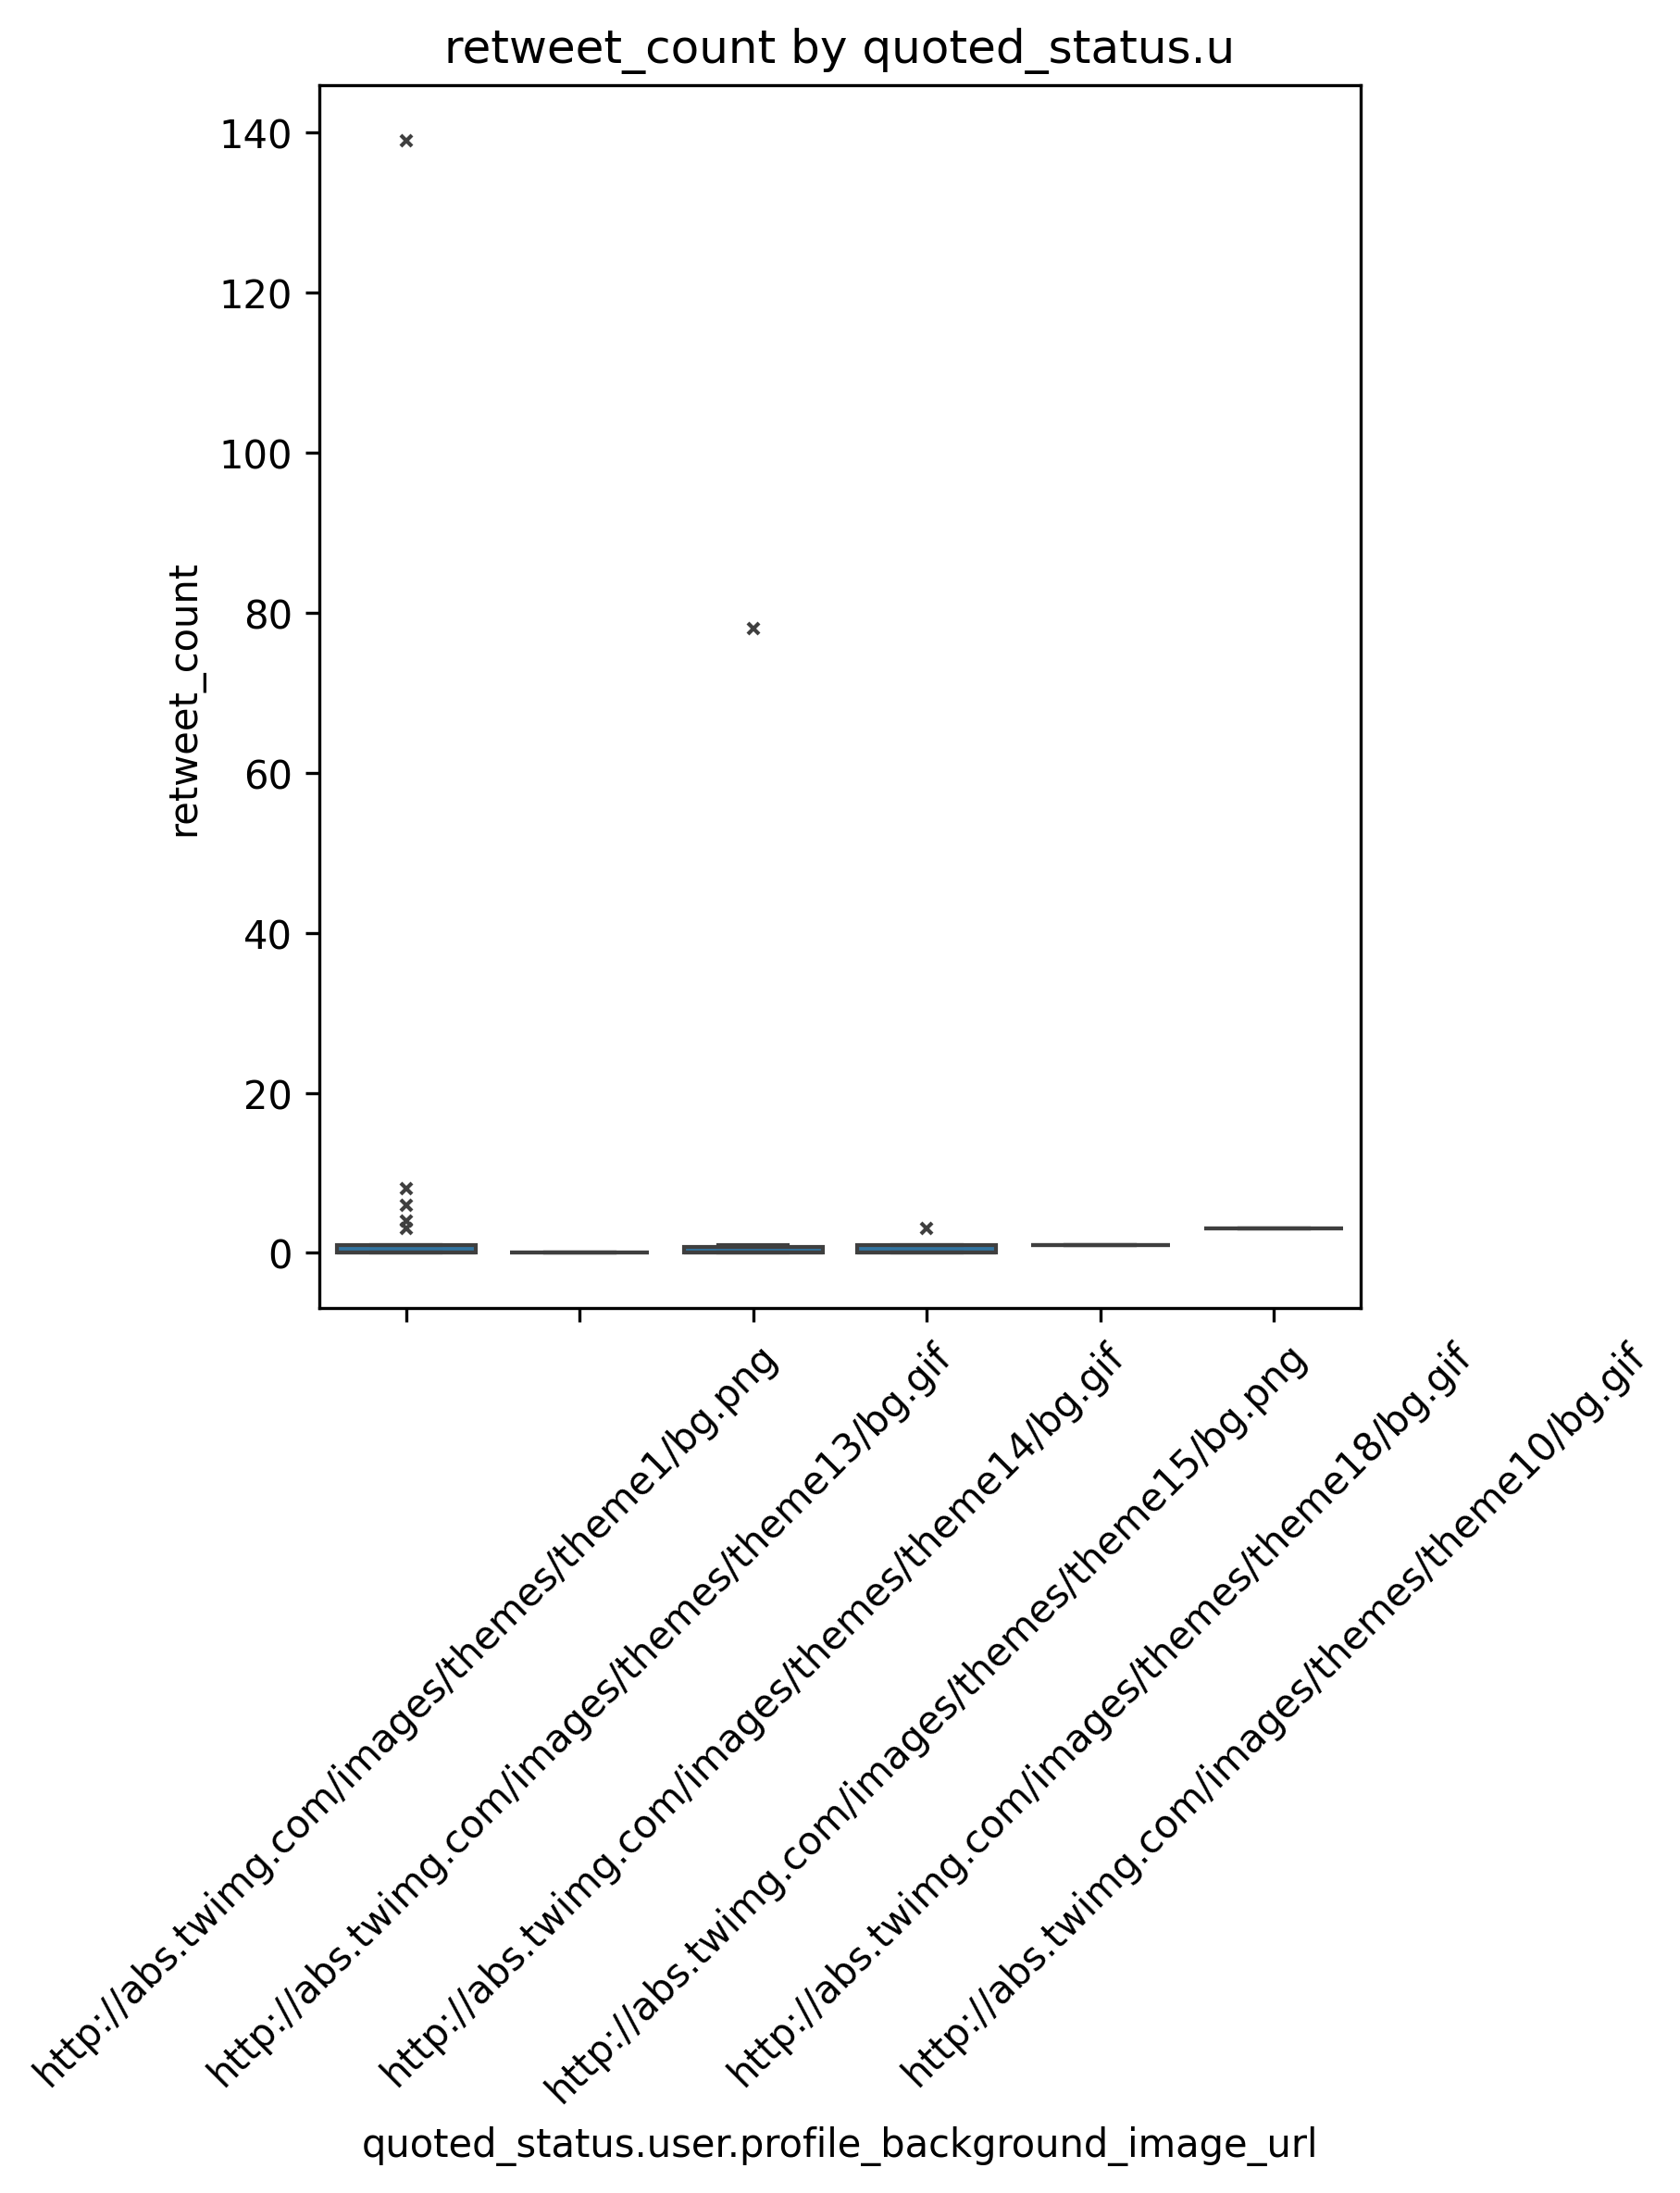 retweet_count by quoted_status.u
140
120
100
80
60
40
20
0
retweet_count
http://abs.twimg.com/images/themes/theme1/bg.png
http://abs.twimg.com/images/themes/theme13/bg.gif
http://abs.twimg.com/images/themes/theme14/bg.gif
http://abs.twimg.com/images/themes/theme15/bg.png
http://abs.twimg.com/images/themes/theme18/bg.gif
http://abs.twimg.com/images/themes/theme10/bg.gif
quoted_status.user.profile_background_image_url